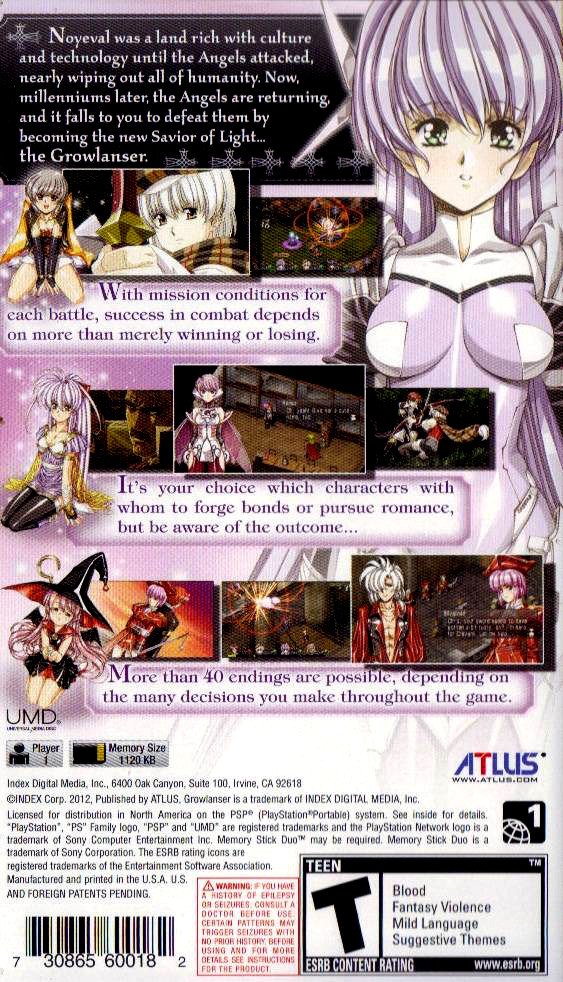 Noyeval was a land rich with culture
and technology until the Angels attacked,
nearly wiping out all of humanity. Now,
millenniums later, the Angels are returning,
and it falls to you to defeat them by
becoming the new Savior of Light...
the Growlanser.
With mission conditions for
each battle, success in combat depends
on more than merely winning or losing.
It's your choice which characters with
whom to forge bonds or pursue romance,
but be aware of the outcome...
More than 40 endings are possible, depending on
the many decisions you make throughout the game.
UMD®
UNIVERSAL MEDIA DISC
Player
1
Memory Size
1120 KB
ATLUS®
WWW.ATLUS.COM
Index Digital Media, Inc., 6400 Oak Canyon, Suite 100, Irvine, CA 92618
©INDEX Corp. 2012, Published by ATLUS. Growlanser is a trademark of INDEX DIGITAL MEDIA, Inc.
Licensed for distribution in North America on the PSP® (PlayStation®Portable) system. See inside for details.
"PlayStation", "PS" Family logo, "PSP" and "UMD" are registered trademarks and the PlayStation Network logo is a
trademark of Sony Computer Entertainment Inc. Memory Stick Duo™ may be required. Memory Stick Duo is a
trademark of Sony Corporation. The ESRB rating icons are
registered trademarks of the Entertainment Software Association.
Manufactured and printed in the U.S.A. U.S.
AND FOREIGN PATENTS PENDING.
1
WARNING: IF YOU HAVE
A HISTORY OF EPILEPSY
OR SEIZURES, CONSULT A
DOCTOR BEFORE USE.
CERTAIN PATTERNS MAY
TRIGGER SEIZURES WITH
NO PRIOR HISTORY. BEFORE
USING AND FOR MORE
DETAILS SEE INSTRUCTIONS
FOR THE PRODUCT.
TEEN ™
T
Blood
Fantasy Violence
Mild Language
Suggestive Themes
ESRB CONTENT RATING www.esrb.org
7 30865 60018 2